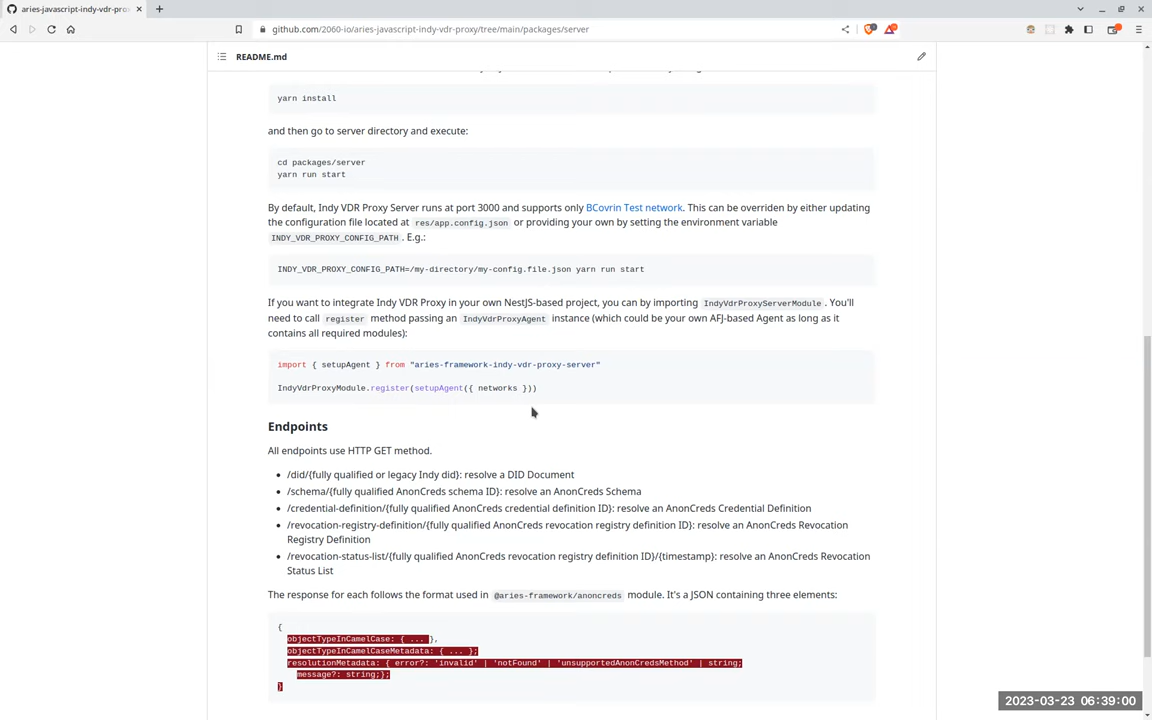 aries-javascript-indy-vdr-pro
github.com/2060-io/aries-javascript-indy-vdr-proxy/tree/main/packages/server
README.md
yarn install
and then go to server directory and execute:
cd packages/server
yarn run start
By default, Indy VDR Proxy Server runs at port 3000 and supports only BCovrin Test network. This can be overriden by either updating
the configuration file located at res/app.config.json or providing your own by setting the environment variable
INDY_VDR_PROXY_CONFIG_PATH . E.g.:
INDY_VDR_PROXY_CONFIG_PATH=/my-directory/my-config.file.json yarn run start
If you want to integrate Indy VDR Proxy in your own NestJS-based project, you can by importing IndyVdrProxyServerModule . You'll
need to call register method passing an IndyVdrProxyAgent instance (which could be your own AFJ-based Agent as long as it
contains all required modules):
import { setupAgent } from "aries-framework-indy-vdr-proxy-server"
IndyVdrProxyModule.register(setupAgent({ networks }))
Endpoints
All endpoints use HTTP GET method.
• /did/{fully qualified or legacy Indy did}: resolve a DID Document
• /schema/{fully qualified AnonCreds schema ID}: resolve an AnonCreds Schema
• /credential-definition/{fully qualified AnonCreds credential definition ID}: resolve an AnonCreds Credential Definition
• /revocation-registry-definition/{fully qualified AnonCreds revocation registry definition ID}: resolve an AnonCreds Revocation
Registry Definition
• /revocation-status-list/{fully qualified AnonCreds revocation registry definition ID}/{timestamp}: resolve an AnonCreds Revocation
Status List
The response for each follows the format used in @aries-framework/anoncreds module. It's a JSON containing three elements:
{
objectTypeInCamelCase: { ... },
objectTypeInCamelCaseMetadata: { ... };
resolutionMetadata: { error?: 'invalid' | 'notFound' | 'unsupportedAnonCredsMethod' | string;
message?: string;};
}
2023-03-23 06:39:00